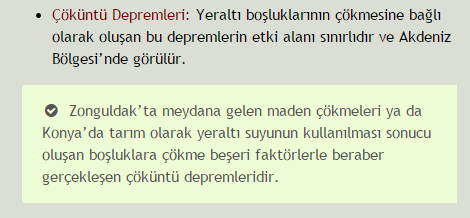 • Çöküntü Depremleri: Yeraltı boşluklarının çökmesine bağlı
olarak oluşan bu depremlerin etki alanı sınırlıdır ve Akdeniz
Bölgesi’nde görülür.
Zonguldak’ta meydana gelen maden çökmeleri ya da
Konya’da tarım olarak yeraltı suyunun kullanılması sonucu
oluşan boşluklara çökme beşeri faktörlerle beraber
gerçekleşen çöküntü depremleridir.